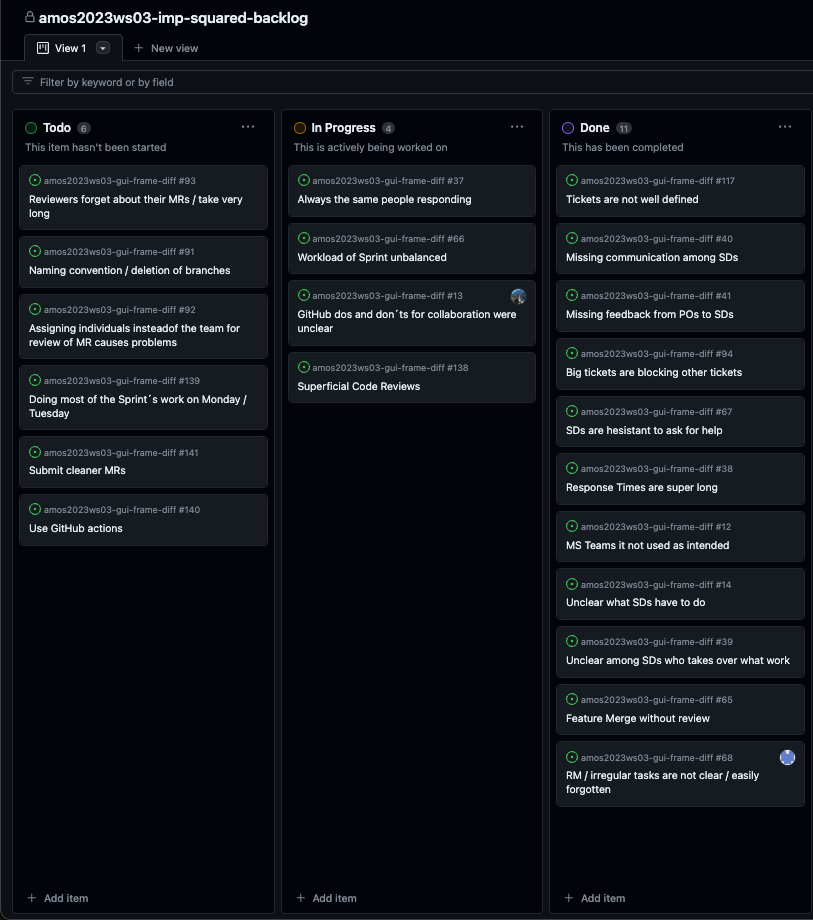 amos2023ws03-imp-squared-backlog
View 1
New view
Filter by keyword or by field
Todo 6
This item hasn't been started
amos2023ws03-gui-frame-diff #93
Reviewers forget about their MRs / take very
long
amos2023ws03-gui-frame-diff #91
Naming convention / deletion of branches
amos2023ws03-gui-frame-diff #92
Assigning individuals insteadof the team for
review of MR causes problems
amos2023ws03-gui-frame-diff #139
Doing most of the Sprint´s work on Monday /
Tuesday
amos2023ws03-gui-frame-diff #141
Submit cleaner MRs
amos2023ws03-gui-frame-diff #140
Use GitHub actions
Add item
In Progress 4
This is actively being worked on
amos2023ws03-gui-frame-diff #37
Always the same people responding
amos2023ws03-gui-frame-diff #66
Workload of Sprint unbalanced
amos2023ws03-gui-frame-diff #13
GitHub dos and don´ts for collaboration were
unclear
amos2023ws03-gui-frame-diff #138
Superficial Code Reviews
Add item
Done 11
This has been completed
amos2023ws03-gui-frame-diff #117
Tickets are not well defined
amos2023ws03-gui-frame-diff #40
Missing communication among SDs
amos2023ws03-gui-frame-diff #41
Missing feedback from POs to SDs
amos2023ws03-gui-frame-diff #94
Big tickets are blocking other tickets
amos2023ws03-gui-frame-diff #67
SDs are hesistant to ask for help
amos2023ws03-gui-frame-diff #38
Response Times are super long
amos2023ws03-gui-frame-diff #12
MS Teams it not used as intended
amos2023ws03-gui-frame-diff #14
Unclear what SDs have to do
amos2023ws03-gui-frame-diff #39
Unclear among SDs who takes over what work
amos2023ws03-gui-frame-diff #65
Feature Merge without review
amos2023ws03-gui-frame-diff #68
RM / irregular tasks are not clear / easily
forgotten
Add item